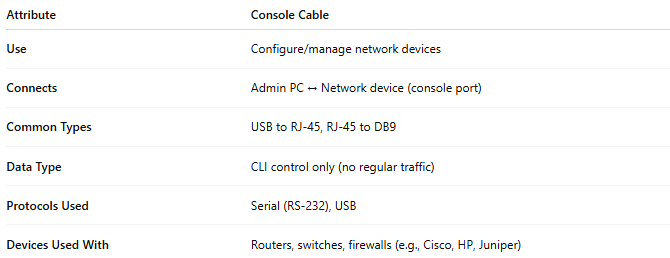 Attribute Console Cable
Use Configure/manage network devices
Connects Admin PC ↔ Network device (console port)
Common Types USB to RJ-45, RJ-45 to DB9
Data Type CLI control only (no regular traffic)
Protocols Used Serial (RS-232), USB
Devices Used With Routers, switches, firewalls (e.g., Cisco, HP, Juniper)